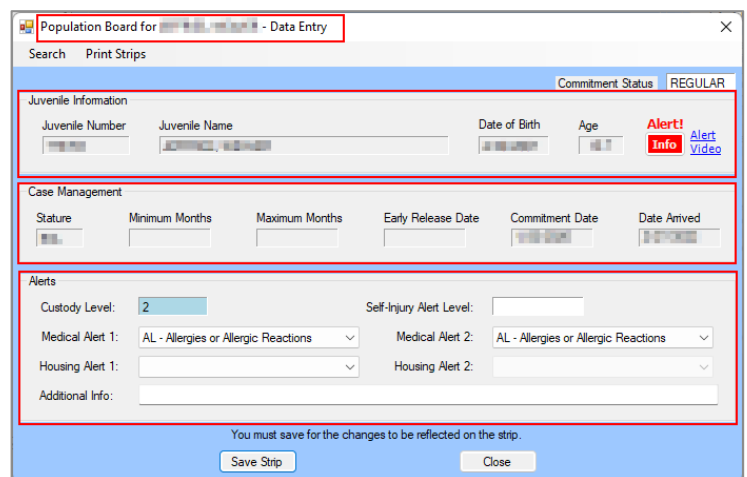 Population Board for - Data Entry
Search Print Strips
Commitment Status REGULAR
Juvenile Information
Juvenile Number Juvenile Name Date of Birth Age Alert!
Info Alert Video
Case Management
Stature Minimum Months Maximum Months Early Release Date Commitment Date Date Arrived
Alerts
Custody Level: 2 Self-Injury Alert Level:
Medical Alert 1: AL - Allergies or Allergic Reactions Medical Alert 2: AL - Allergies or Allergic Reactions
Housing Alert 1: Housing Alert 2:
Additional Info:
You must save for the changes to be reflected on the strip.
Save Strip Close